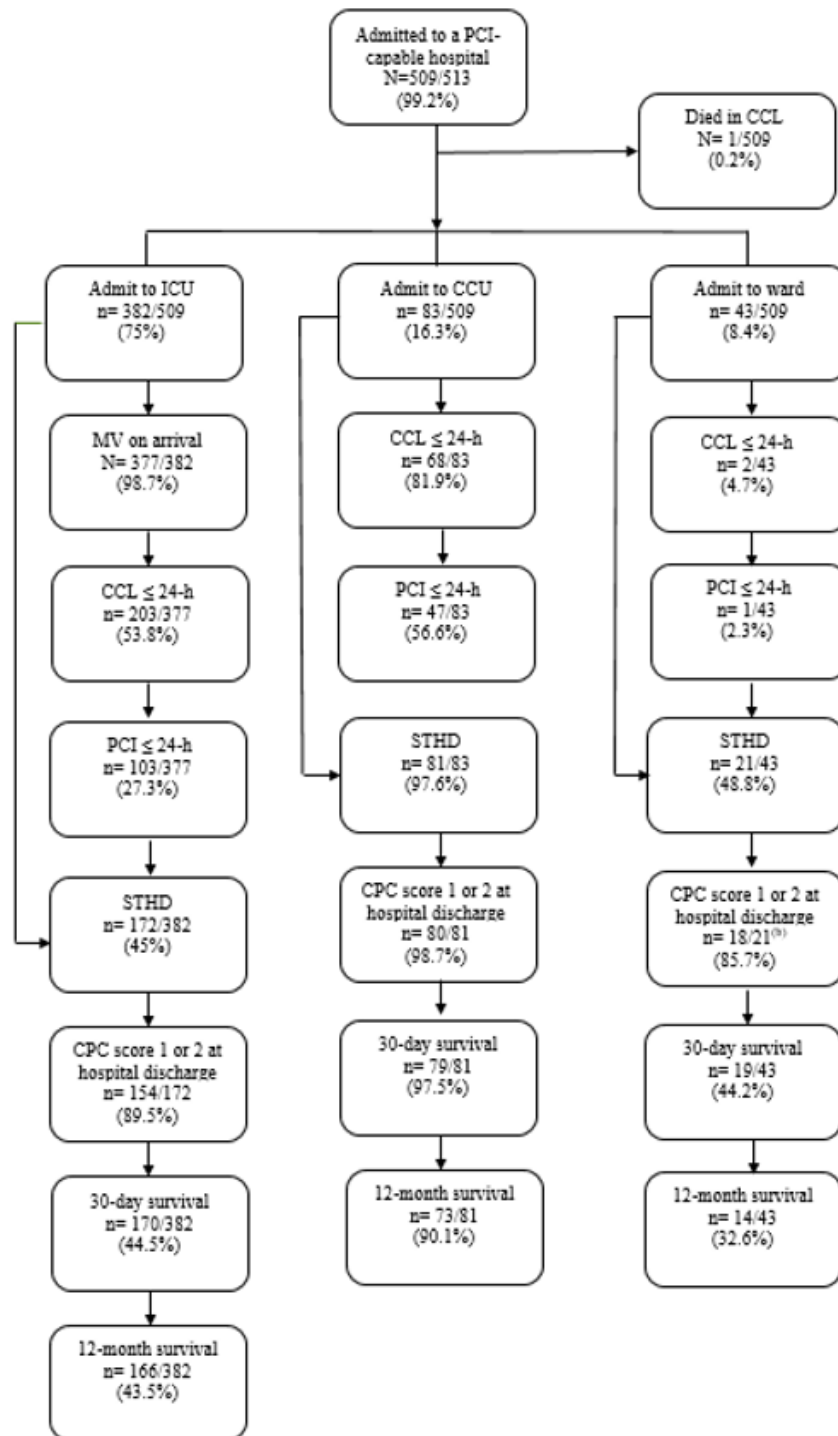 Admitted to a PCI-
capable hospital
N=509/513
(99.2%)
Died in CCL
N= 1/509
(0.2%)
Admit to ICU
n= 382/509
(75%)
MV on arrival
N= 377/382
(98.7%)
CCL ≤ 24-h
n= 203/377
(53.8%)
PCI ≤ 24-h
n= 103/377
(27.3%)
STHD
n= 172/382
(45%)
CPC score 1 or 2 at
hospital discharge
n= 154/172
(89.5%)
30-day survival
n= 170/382
(44.5%)
12-month survival
n= 166/382
(43.5%)
Admit to CCU
n= 83/509
(16.3%)
CCL ≤ 24-h
n= 68/83
(81.9%)
PCI ≤ 24-h
n= 47/83
(56.6%)
STHD
n= 81/83
(97.6%)
CPC score 1 or 2 at
hospital discharge
n= 80/81
(98.7%)
30-day survival
n= 79/81
(97.5%)
12-month survival
n= 73/81
(90.1%)
Admit to ward
n= 43/509
(8.4%)
CCL ≤ 24-h
n= 2/43
(4.7%)
PCI ≤ 24-h
n= 1/43
(2.3%)
STHD
n= 21/43
(48.8%)
CPC score 1 or 2 at
hospital discharge
n= 18/21⁽ᵇ⁾
(85.7%)
30-day survival
n= 19/43
(44.2%)
12-month survival
n= 14/43
(32.6%)